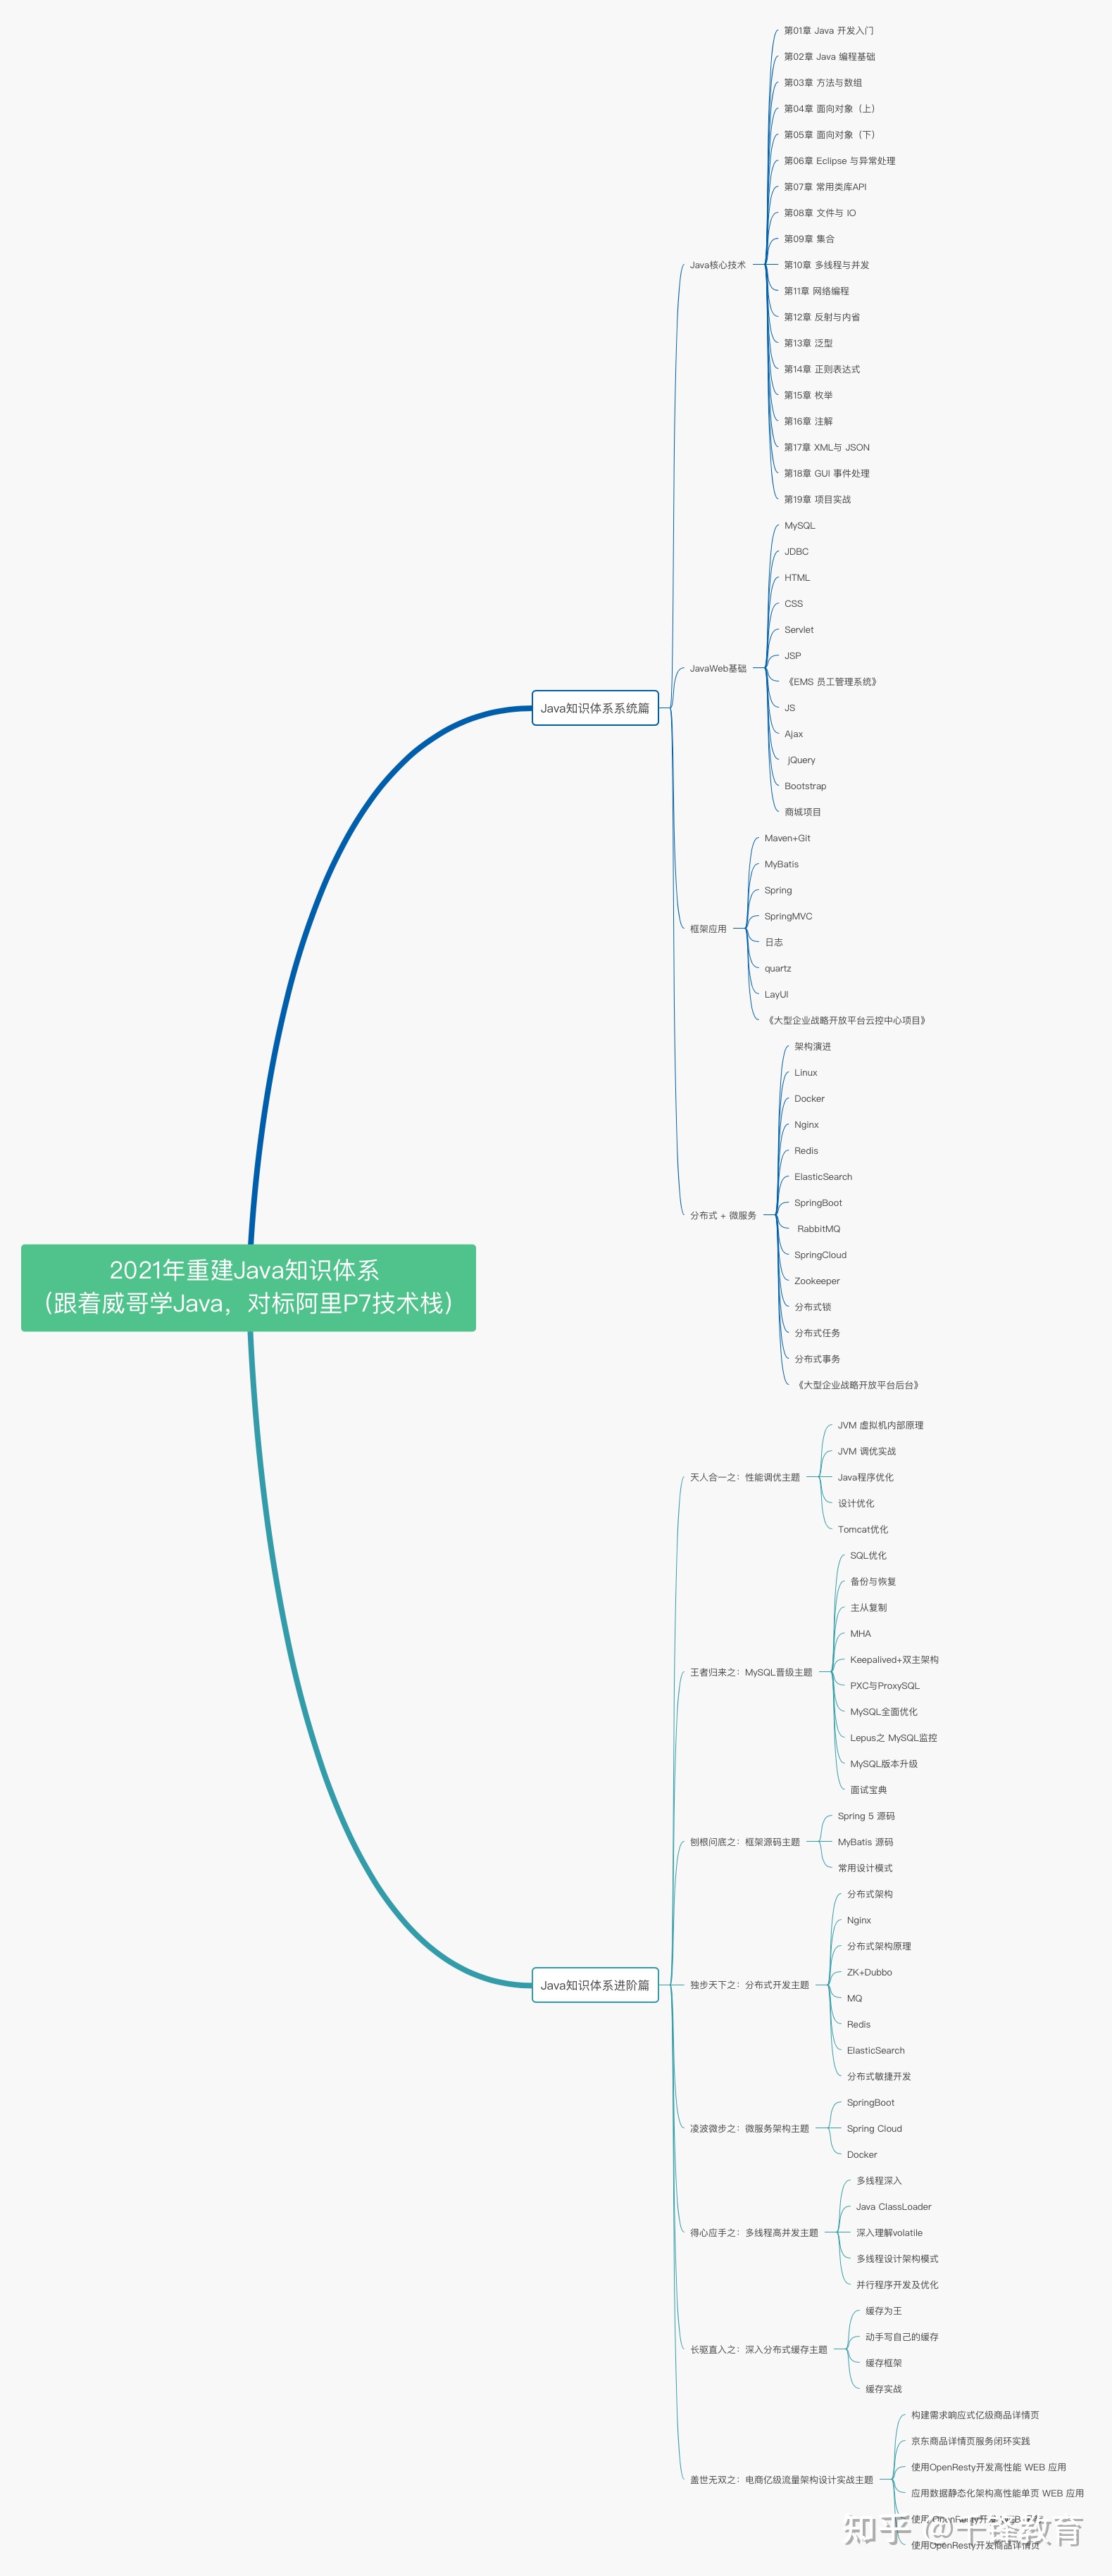 2021年重建Java知识体系
（跟着威哥学Java，对标阿里P7技术栈）
Java知识体系系统篇
Java核心技术
第01章 Java 开发入门
第02章 Java 编程基础
第03章 方法与数组
第04章 面向对象（上）
第05章 面向对象（下）
第06章 Eclipse 与异常处理
第07章 常用类库API
第08章 文件与 IO
第09章 集合
第10章 多线程与并发
第11章 网络编程
第12章 反射与内省
第13章 泛型
第14章 正则表达式
第15章 枚举
第16章 注解
第17章 XML与 JSON
第18章 GUI 事件处理
第19章 项目实战
JavaWeb基础
MySQL
JDBC
HTML
CSS
Servlet
JSP
《EMS 员工管理系统》
JS
Ajax
jQuery
Bootstrap
商城项目
框架应用
Maven+Git
MyBatis
Spring
SpringMVC
日志
quartz
LayUI
《大型企业战略开放平台云控中心项目》
分布式 + 微服务
架构演进
Linux
Docker
Nginx
Redis
ElasticSearch
SpringBoot
RabbitMQ
SpringCloud
Zookeeper
分布式锁
分布式任务
分布式事务
《大型企业战略开放平台后台》
Java知识体系进阶篇
天人合一之：性能调优主题
JVM 虚拟机内部原理
JVM 调优实战
Java程序优化
设计优化
Tomcat优化
王者归来之：MySQL晋级主题
SQL优化
备份与恢复
主从复制
MHA
Keepalived+双主架构
PXC与ProxySQL
MySQL全面优化
Lepus之 MySQL监控
MySQL版本升级
面试宝典
刨根问底之：框架源码主题
Spring 5 源码
MyBatis 源码
常用设计模式
独步天下之：分布式开发主题
分布式架构
Nginx
分布式架构原理
ZK+Dubbo
MQ
Redis
ElasticSearch
分布式敏捷开发
凌波微步之：微服务架构主题
SpringBoot
Spring Cloud
Docker
得心应手之：多线程高并发主题
多线程深入
Java ClassLoader
深入理解volatile
多线程设计架构模式
并行程序开发及优化
长驱直入之：深入分布式缓存主题
缓存为王
动手写自己的缓存
缓存框架
缓存实战
盖世无双之：电商亿级流量架构设计实战主题
构建需求响应式亿级商品详情页
京东商品详情页服务闭环实践
使用OpenResty开发高性能 WEB 应用
应用数据静态化架构高性能单页 WEB 应用
使用 OpenResty开发 WEB
使用OpenResty开发商品详情页
知乎 @千锋教育